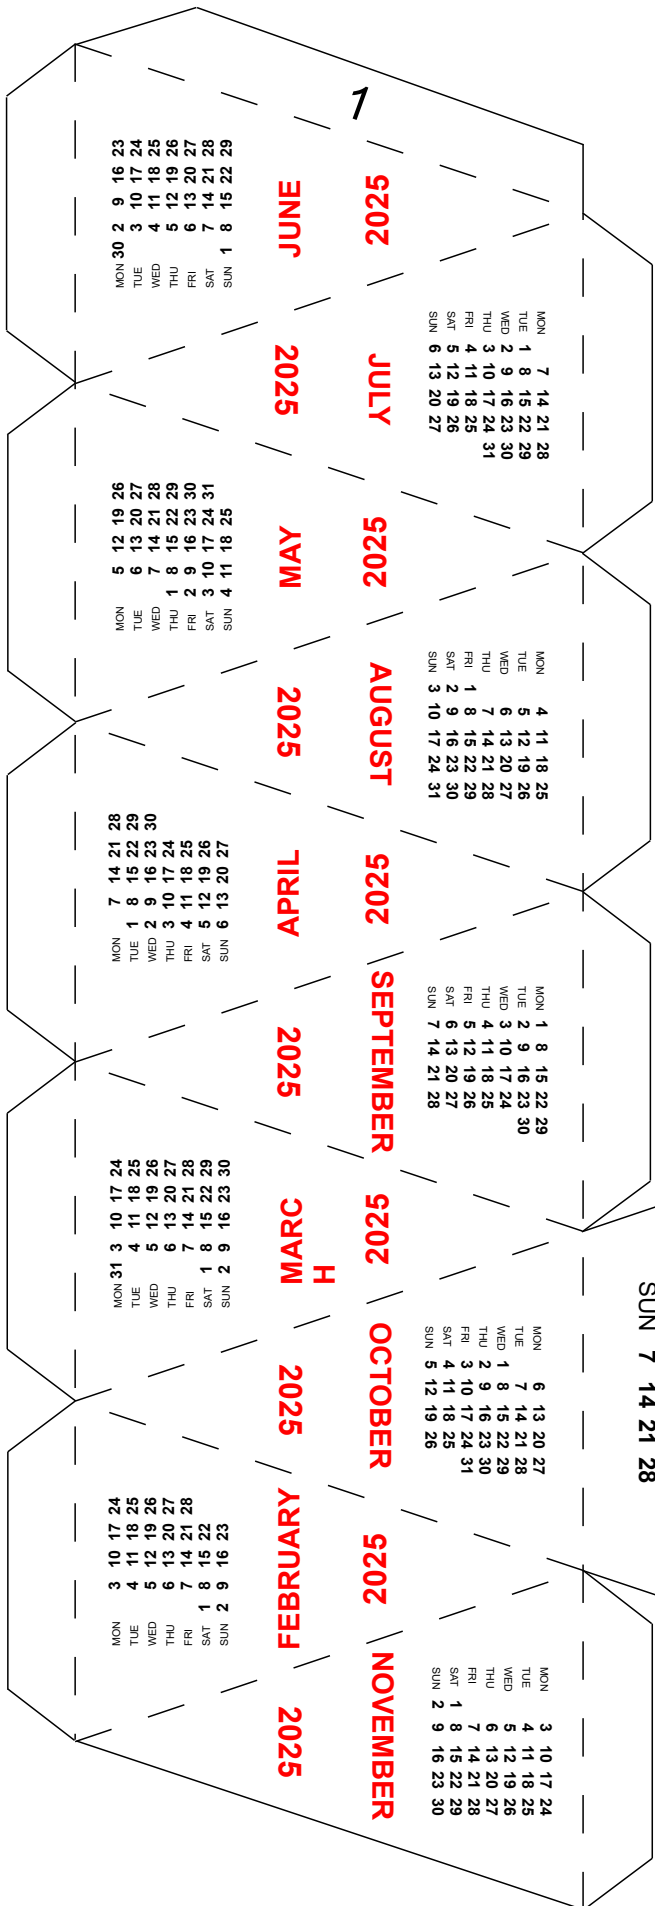 1
MON 30 2 9 16 23
TUE 3 10 17 24
WED 4 11 18 25
THU 5 12 19 26
FRI 6 13 20 27
SAT 7 14 21 28
SUN 1 8 15 22 29
JUNE
2025
MON 7 14 21 28
TUE 1 8 15 22 29
WED 2 9 16 23 30
THU 3 10 17 24 31
FRI 4 11 18 25
SAT 5 12 19 26
SUN 6 13 20 27
JULY
2025
MON 5 12 19 26
TUE 6 13 20 27
WED 7 14 21 28
THU 1 8 15 22 29
FRI 2 9 16 23 30
SAT 3 10 17 24 31
SUN 4 11 18 25
MAY
2025
MON 4 11 18 25
TUE 5 12 19 26
WED 6 13 20 27
THU 7 14 21 28
FRI 1 8 15 22 29
SAT 2 9 16 23 30
SUN 3 10 17 24 31
AUGUST
2025
MON 7 14 21 28
TUE 1 8 15 22 29
WED 2 9 16 23 30
THU 3 10 17 24
FRI 4 11 18 25
SAT 5 12 19 26
SUN 6 13 20 27
APRIL
2025
MON 1 8 15 22 29
TUE 2 9 16 23 30
WED 3 10 17 24
THU 4 11 18 25
FRI 5 12 19 26
SAT 6 13 20 27
SUN 7 14 21 28
SEPTEMBER
2025
MON 31 3 10 17 24
TUE 4 11 18 25
WED 5 12 19 26
THU 6 13 20 27
FRI 7 14 21 28
SAT 1 8 15 22 29
SUN 2 9 16 23 30
MARC
H
2025
MON 6 13 20 27
TUE 7 14 21 28
WED 1 8 15 22 29
THU 2 9 16 23 30
FRI 3 10 17 24 31
SAT 4 11 18 25
SUN 5 12 19 26
OCTOBER
2025
SUN 7 14 21 28
MON 3 10 17 24
TUE 4 11 18 25
WED 5 12 19 26
THU 6 13 20 27
FRI 7 14 21 28
SAT 1 8 15 22
SUN 2 9 16 23
FEBRUARY
2025
MON 3 10 17 24
TUE 4 11 18 25
WED 5 12 19 26
THU 6 13 20 27
FRI 7 14 21 28
SAT 1 8 15 22 29
SUN 2 9 16 23 30
NOVEMBER
2025